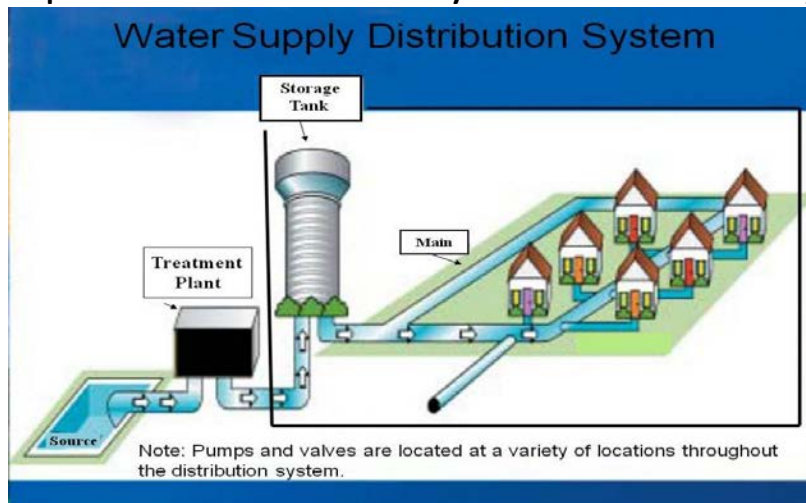 Water Supply Distribution System
Storage
Tank
Main
Treatment
Plant
Source
Note: Pumps and valves are located at a variety of locations throughout
the distribution system.